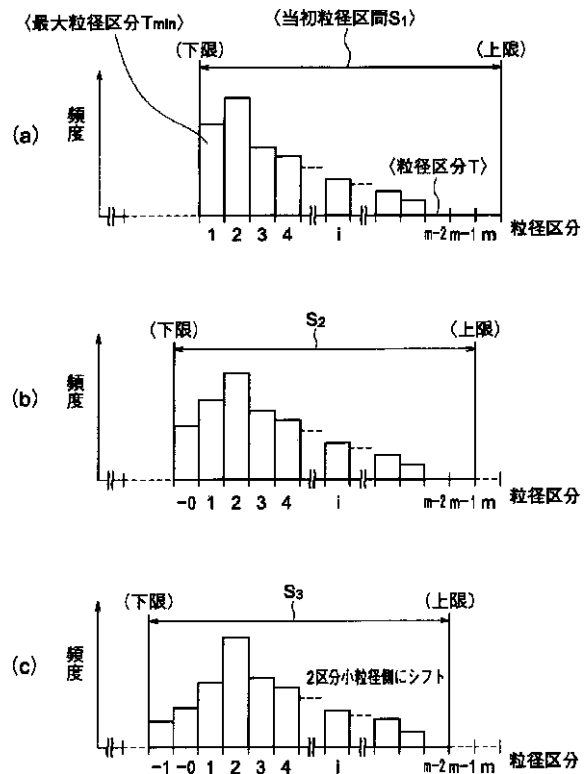 〈最大粒径区分Tmin〉
〈当初粒径区間S₁〉
(下限)
(上限)
(a)
頻度
〈粒径区分T〉
1 2 3 4 i m-2 m-1 m 粒径区分
(下限)
S₂
(上限)
(b)
頻度
-0 1 2 3 4 i m-2 m-1 m 粒径区分
(下限)
S₃
(上限)
(c)
頻度
2区分小粒径側にシフト
-1 -0 1 2 3 4 i m-2 m-1 m 粒径区分